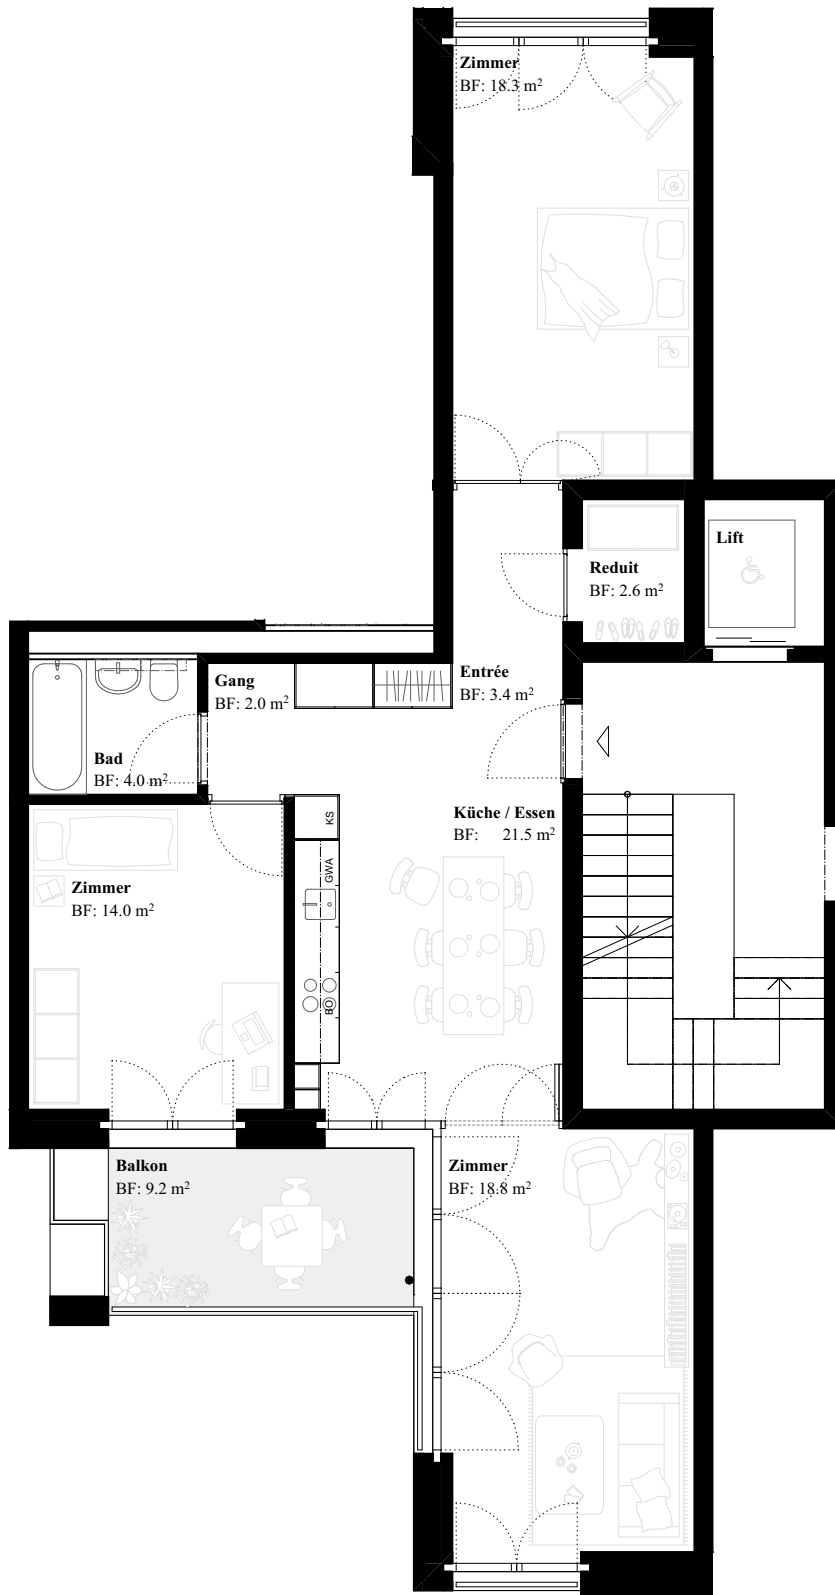 Zimmer
BF: 18.3 m²
Lift
Reduit
BF: 2.6 m²
Gang
BF: 2.0 m²
Entrée
BF: 3.4 m²
Bad
BF: 4.0 m²
KS
Küche / Essen
BF: 21.5 m²
GWA
Zimmer
BF: 14.0 m²
BO
Balkon
BF: 9.2 m²
Zimmer
BF: 18.8 m²